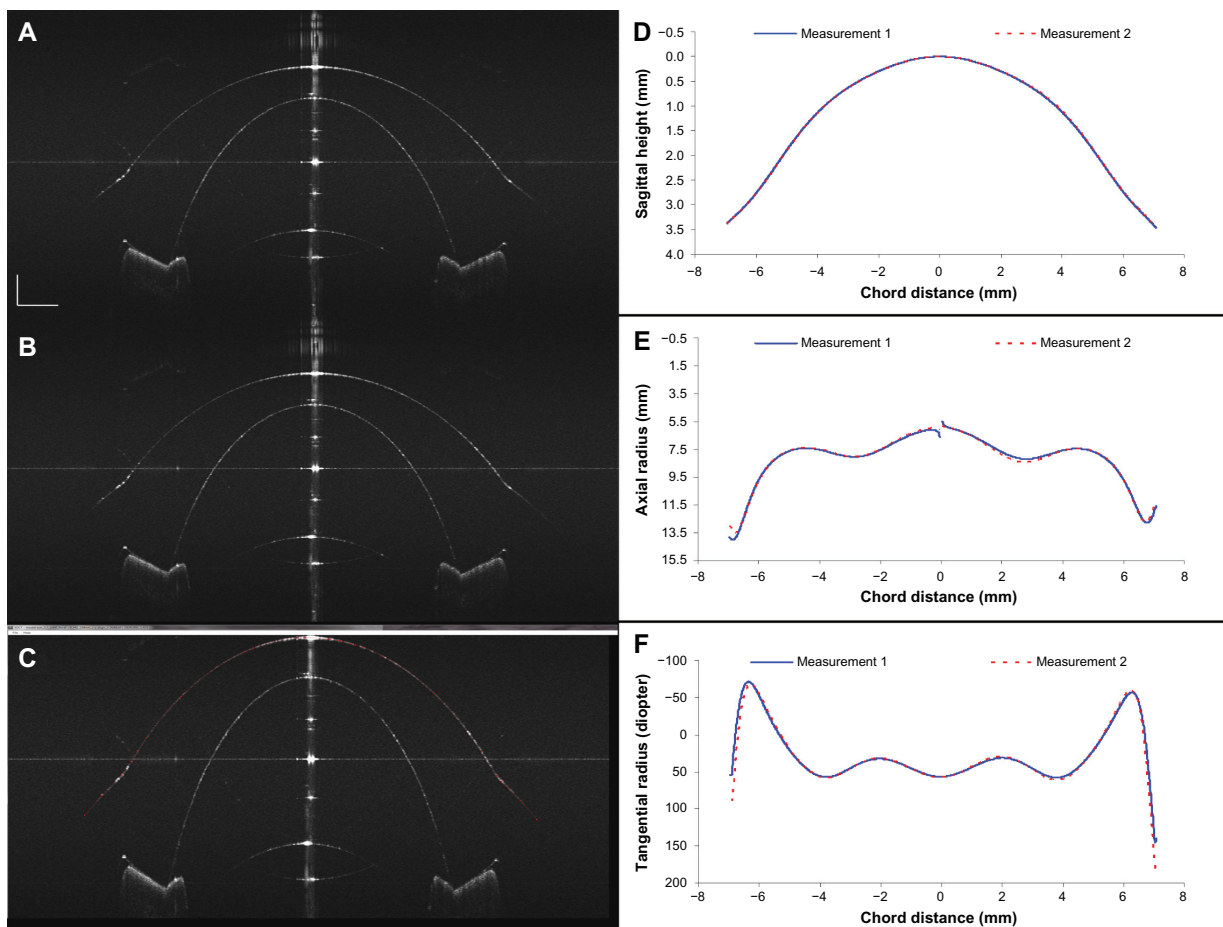 A
B
C
D
Measurement 1
Measurement 2
−0.5
0.0
0.5
1.0
1.5
2.0
2.5
3.0
3.5
4.0
Sagittal height (mm)
−8
−6
−4
−2
0
2
4
6
8
Chord distance (mm)
E
Measurement 1
Measurement 2
−0.5
1.5
3.5
5.5
7.5
9.5
11.5
13.5
15.5
Axial radius (mm)
−8
−6
−4
−2
0
2
4
6
8
Chord distance (mm)
F
Measurement 1
Measurement 2
−100
−50
0
50
100
150
200
Tangential radius (diopter)
−8
−6
−4
−2
0
2
4
6
8
Chord distance (mm)